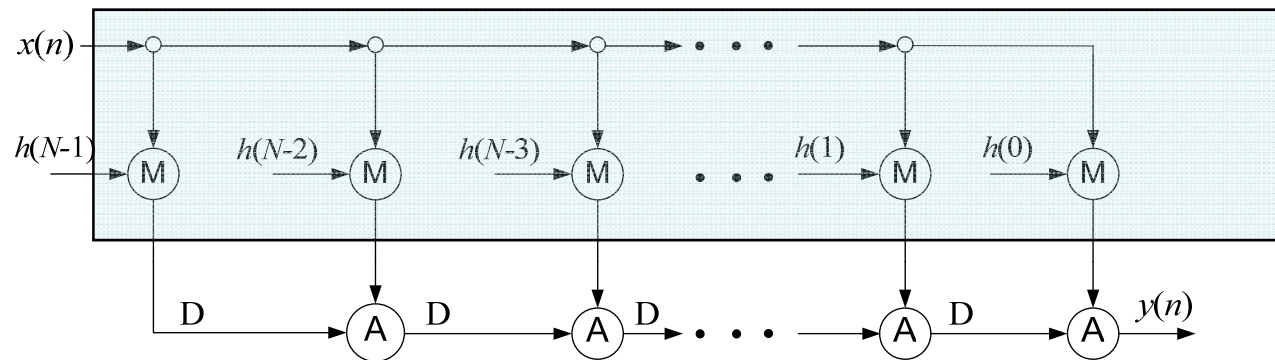 x(n)
h(N-1) h(N-2) h(N-3) h(1) h(0)
M M M M M
D D D D y(n)
A A A A